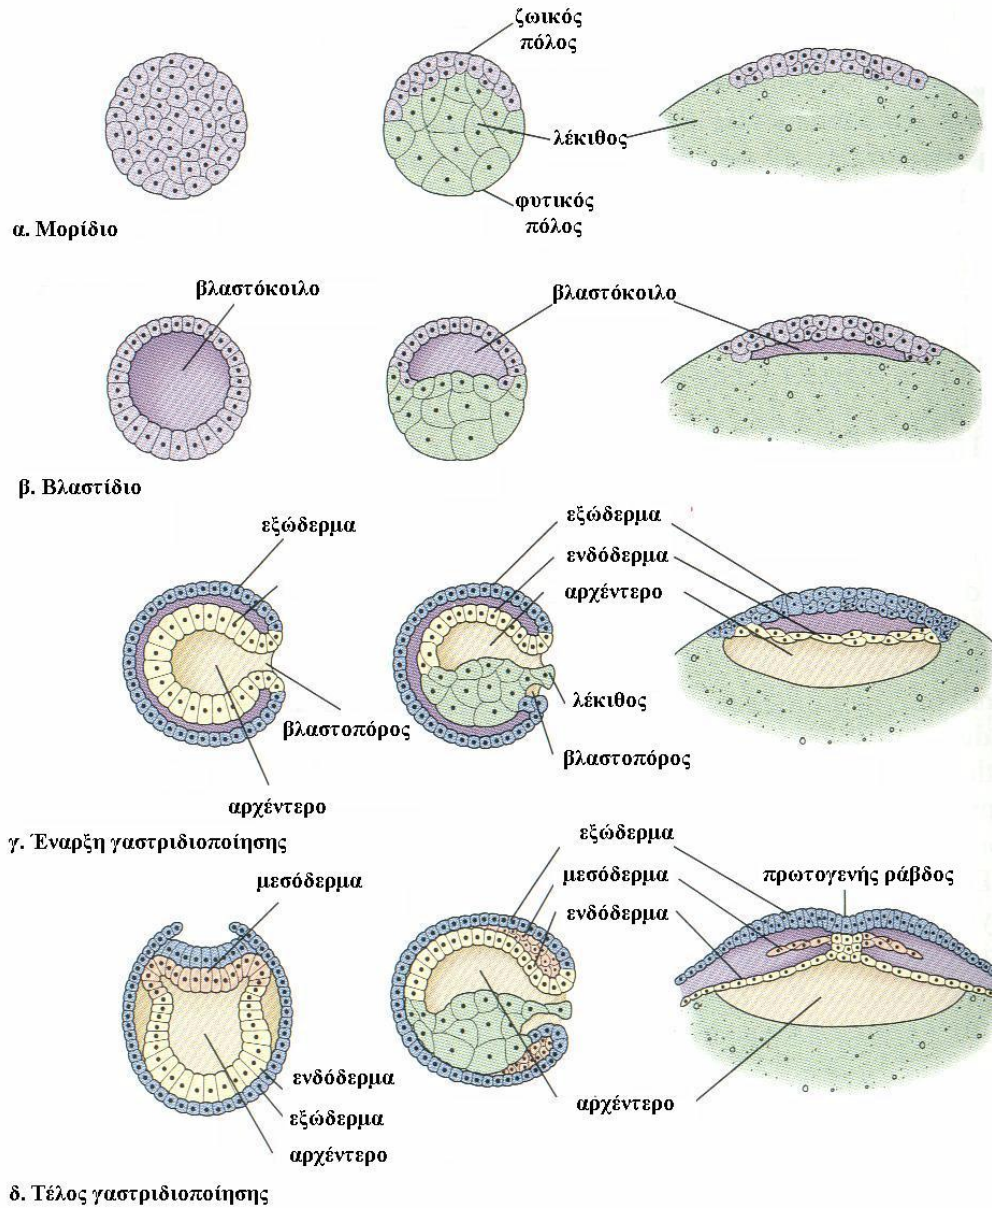 ζωικός
πόλος
λέκιθος
φυτικός
πόλος
α. Μορίδιο
βλαστόκοιλο
βλαστόκοιλο
β. Βλαστίδιο
εξώδερμα
εξώδερμα
ενδόδερμα
αρχέντερο
λέκιθος
βλαστοπόρος
βλαστοπόρος
αρχέντερο
γ. Έναρξη γαστριδιοποίησης
εξώδερμα
μεσόδερμα
μεσόδερμα
πρωτογενής ράβδος
ενδόδερμα
ενδόδερμα
εξώδερμα
αρχέντερο
αρχέντερο
δ. Τέλος γαστριδιοποίησης